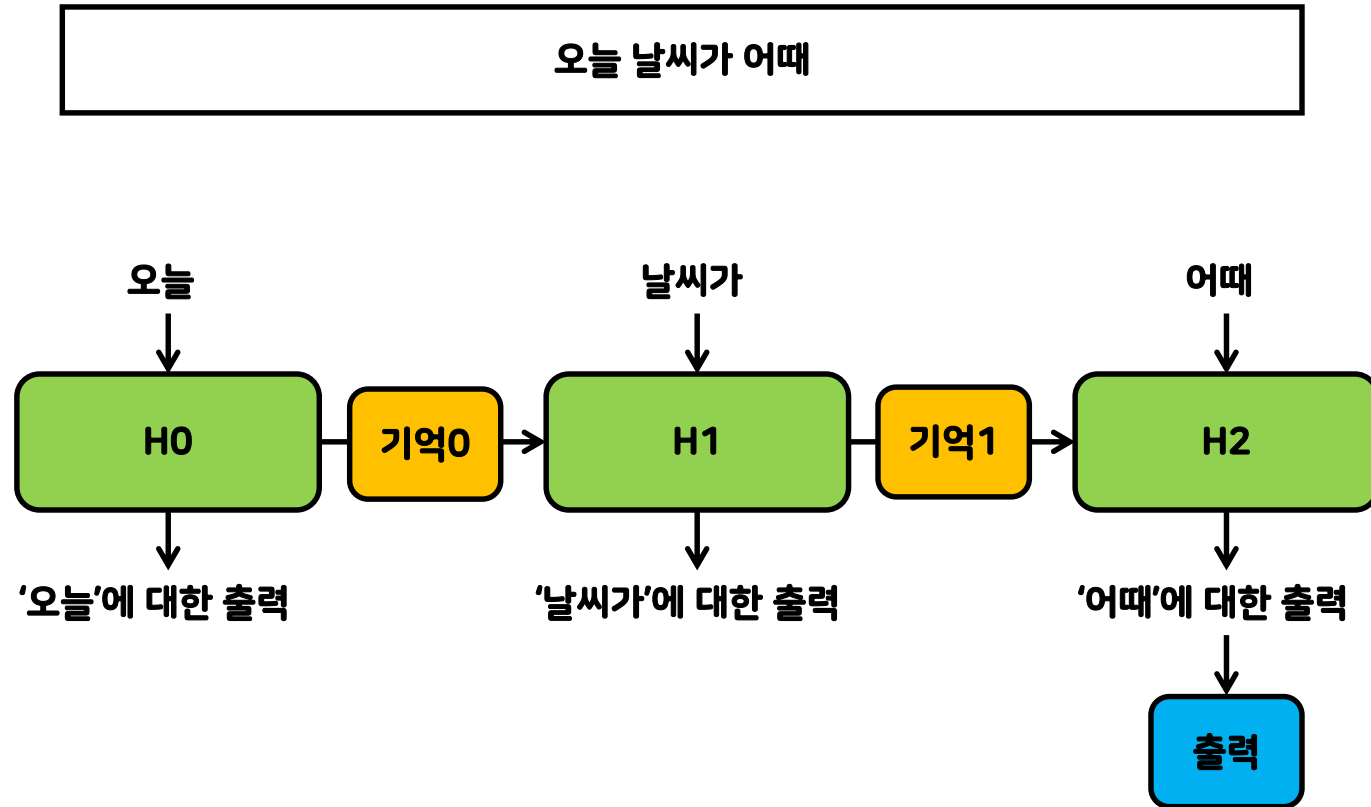 오늘 날씨가 어때
오늘
날씨가
어때
H0
기억0
H1
기억1
H2
‘오늘’에 대한 출력
‘날씨가’에 대한 출력
‘어때’에 대한 출력
출력